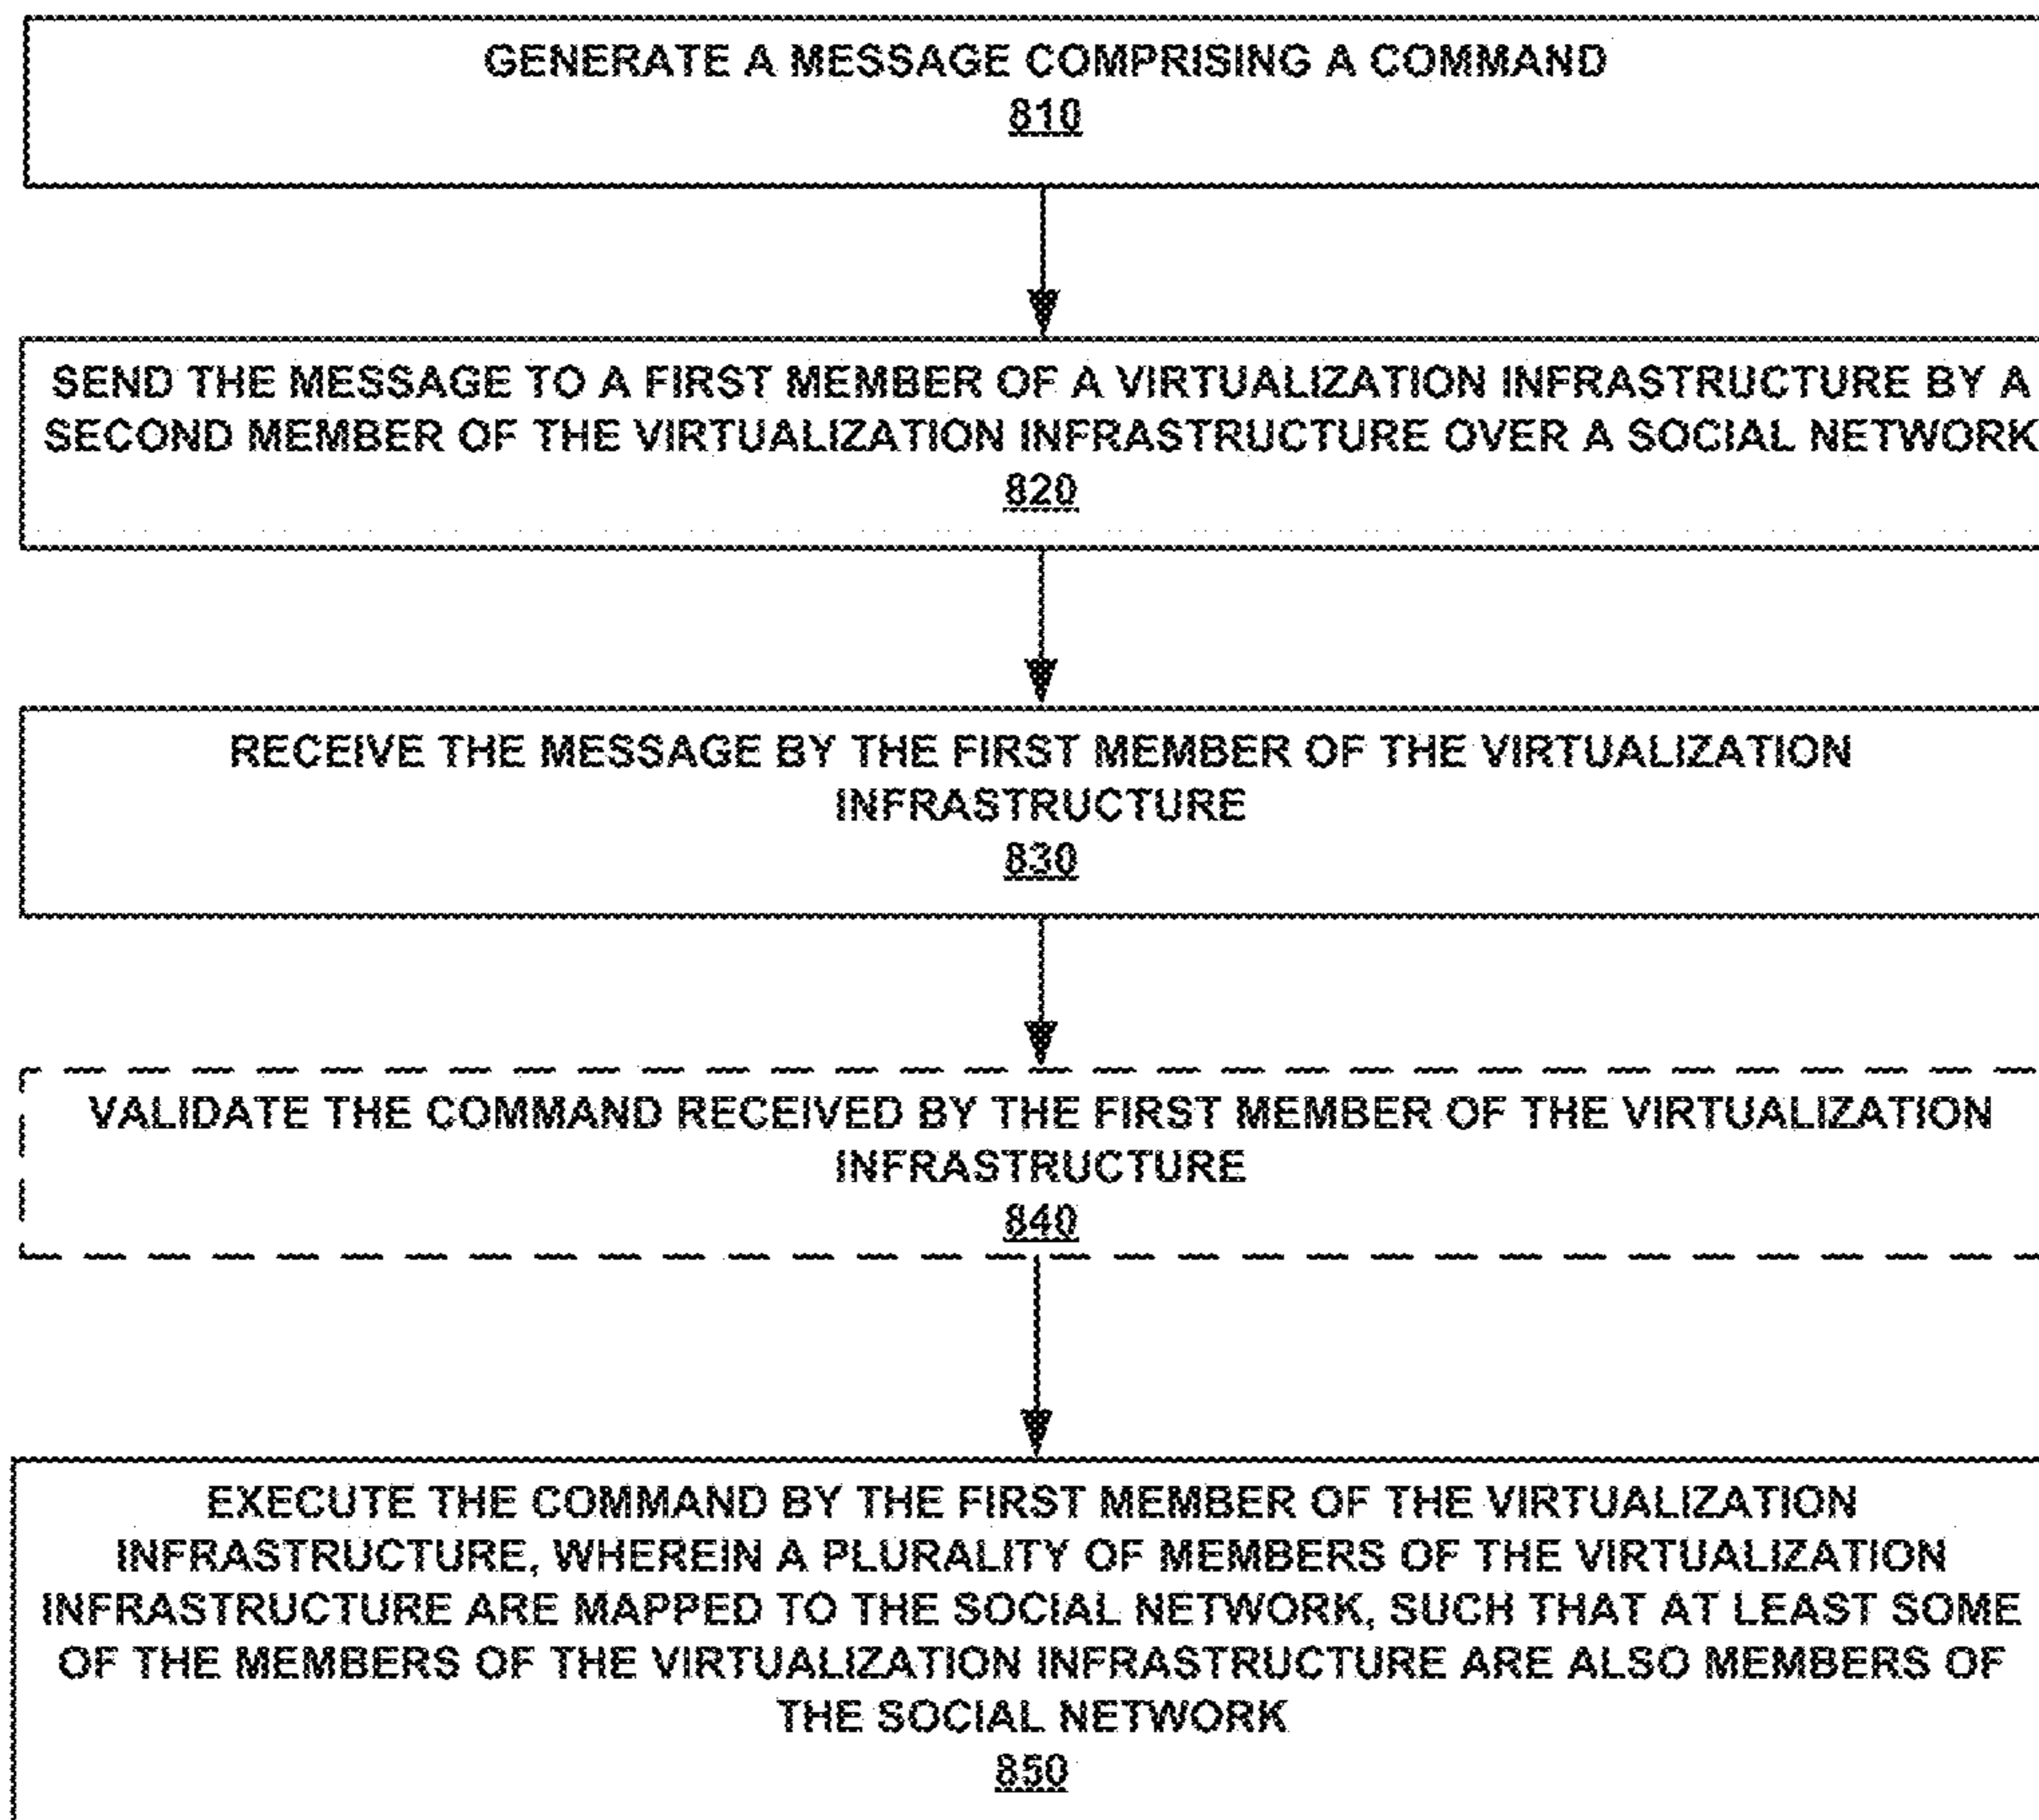 GENERATE A MESSAGE COMPRISING A COMMAND
810
SEND THE MESSAGE TO A FIRST MEMBER OF A VIRTUALIZATION INFRASTRUCTURE BY A
SECOND MEMBER OF THE VIRTUALIZATION INFRASTRUCTURE OVER A SOCIAL NETWORK
820
RECEIVE THE MESSAGE BY THE FIRST MEMBER OF THE VIRTUALIZATION
INFRASTRUCTURE
830
VALIDATE THE COMMAND RECEIVED BY THE FIRST MEMBER OF THE VIRTUALIZATION
INFRASTRUCTURE
840
EXECUTE THE COMMAND BY THE FIRST MEMBER OF THE VIRTUALIZATION
INFRASTRUCTURE, WHEREIN A PLURALITY OF MEMBERS OF THE VIRTUALIZATION
INFRASTRUCTURE ARE MAPPED TO THE SOCIAL NETWORK, SUCH THAT AT LEAST SOME
OF THE MEMBERS OF THE VIRTUALIZATION INFRASTRUCTURE ARE ALSO MEMBERS OF
THE SOCIAL NETWORK
850